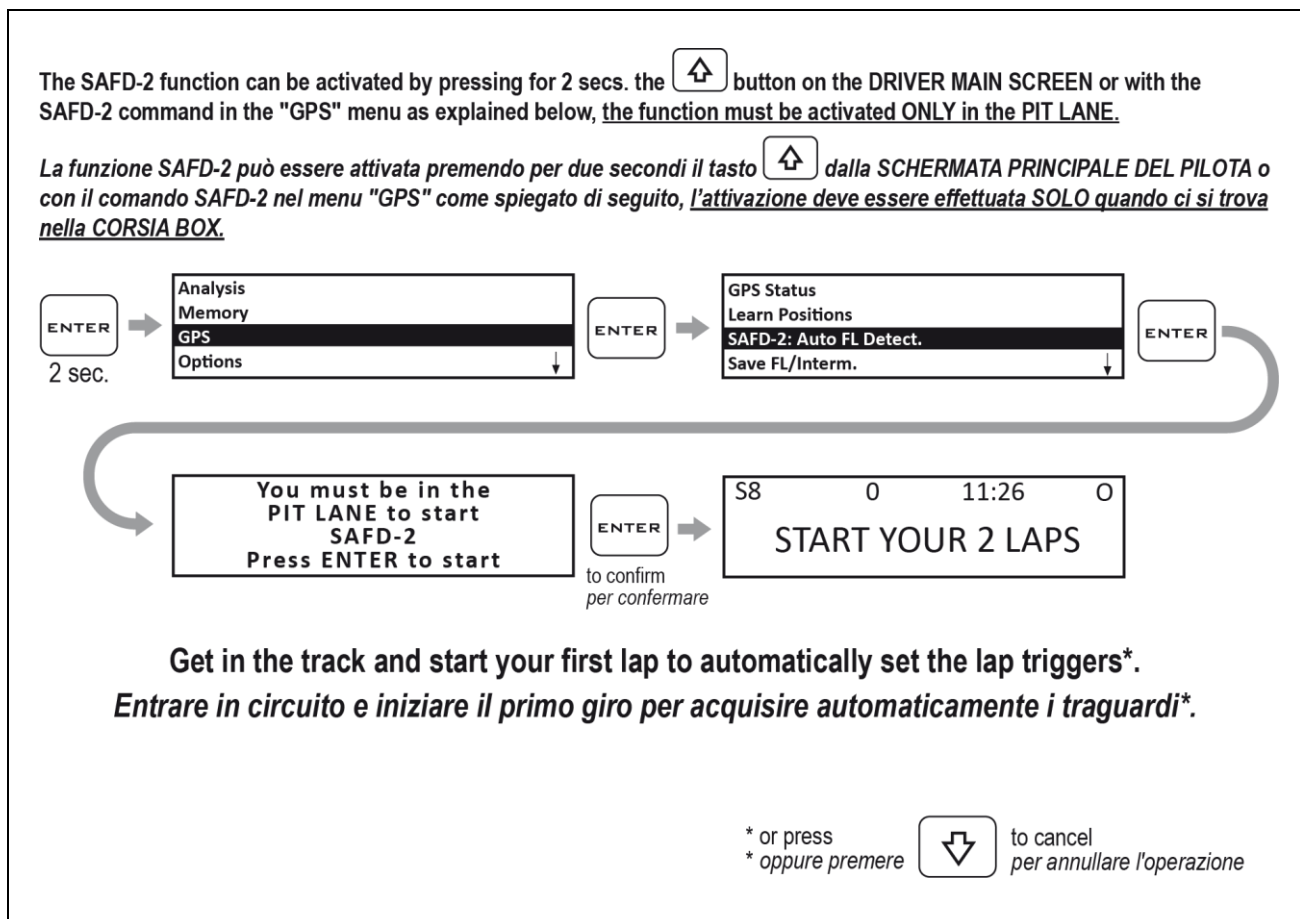 The SAFD-2 function can be activated by pressing for 2 secs. the button on the DRIVER MAIN SCREEN or with the
SAFD-2 command in the "GPS" menu as explained below, the function must be activated ONLY in the PIT LANE.
La funzione SAFD-2 può essere attivata premendo per due secondi il tasto dalla SCHERMATA PRINCIPALE DEL PILOTA o
con il comando SAFD-2 nel menu "GPS" come spiegato di seguito, l'attivazione deve essere effettuata SOLO quando ci si trova
nella CORSIA BOX.
ENTER
2 sec.
Analysis
Memory
GPS
Options
ENTER
GPS Status
Learn Positions
SAFD-2: Auto FL Detect.
Save FL/Interm.
ENTER
You must be in the
PIT LANE to start
SAFD-2
Press ENTER to start
ENTER
to confirm
per confermare
S8 0 11:26 O
START YOUR 2 LAPS
Get in the track and start your first lap to automatically set the lap triggers*.
Entrare in circuito e iniziare il primo giro per acquisire automaticamente i traguardi*.
* or press to cancel
* oppure premere per annullare l'operazione